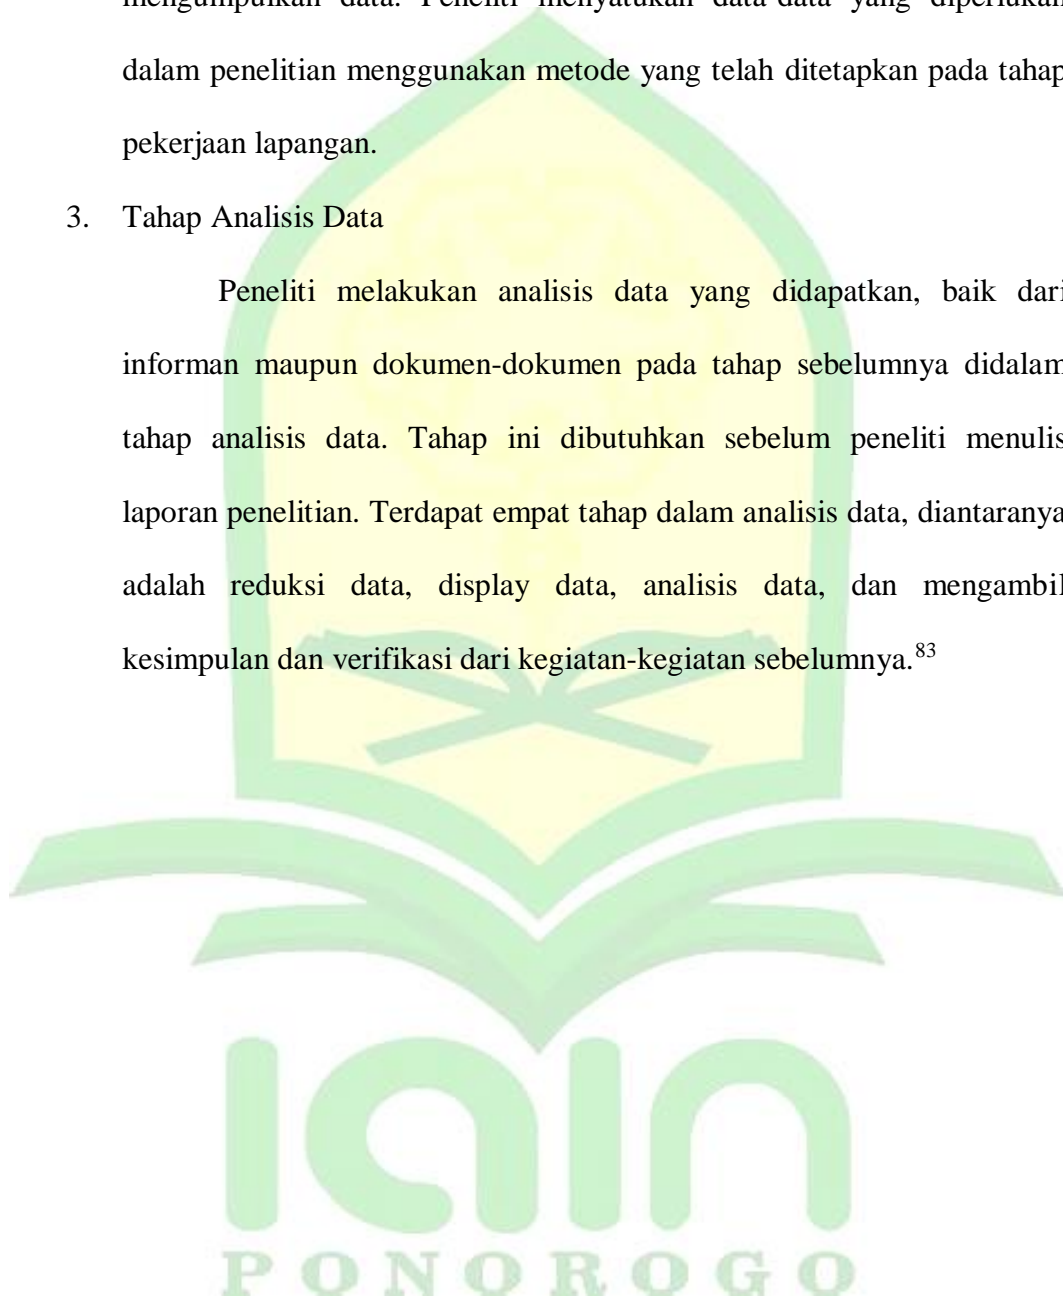 mengumpulkan data. Peneliti menyatukan data-data yang diperlukan
dalam penelitian menggunakan metode yang telah ditetapkan pada tahap
pekerjaan lapangan.
3. Tahap Analisis Data
Peneliti melakukan analisis data yang didapatkan, baik dari
informan maupun dokumen-dokumen pada tahap sebelumnya didalam
tahap analisis data. Tahap ini dibutuhkan sebelum peneliti menulis
laporan penelitian. Terdapat empat tahap dalam analisis data, diantaranya
adalah reduksi data, display data, analisis data, dan mengambil
kesimpulan dan verifikasi dari kegiatan-kegiatan sebelumnya.83
iain
PONOROGO